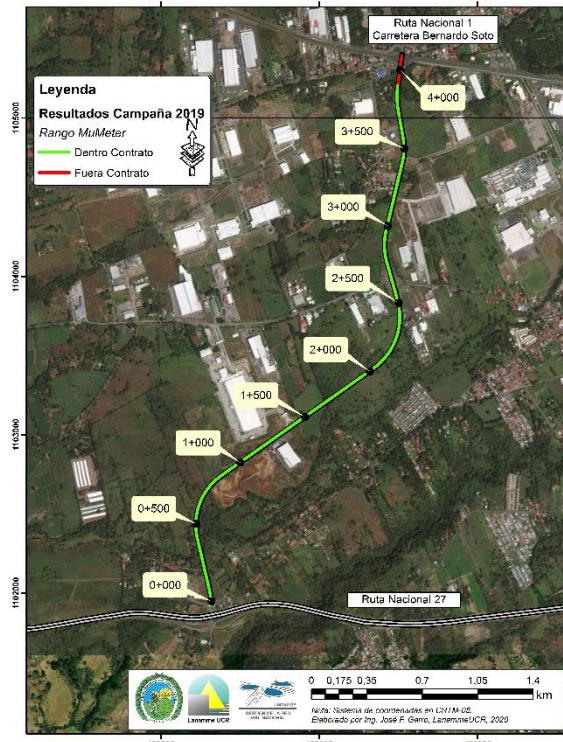 Ruta Nacional 1
Carretera Bernardo Soto
Leyenda
Resultados Campaña 2019
Rango MuMeter
N
Dentro Contrato
Fuera Contrato
4+000
1105000
3+500
3+000
1104000
2+500
2+000
1+500
1103000
1+000
0+500
0+000
1102000
Ruta Nacional 27
Lanamme UCR
0 0,175 0,35 0,7 1,05 1,4
km
Nota: Sistema de coordenadas en CRTM-05.
Elaborado por Ing. José F. Garro, LanammeUCR, 2020